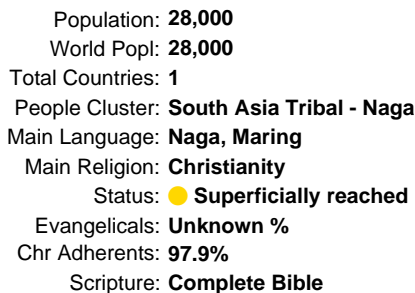 Population: 28,000
World Popl: 28,000
Total Countries: 1
People Cluster: South Asia Tribal - Naga
Main Language: Naga, Maring
Main Religion: Christianity
Status: Superficially reached
Evangelicals: Unknown %
Chr Adherents: 97.9%
Scripture: Complete Bible